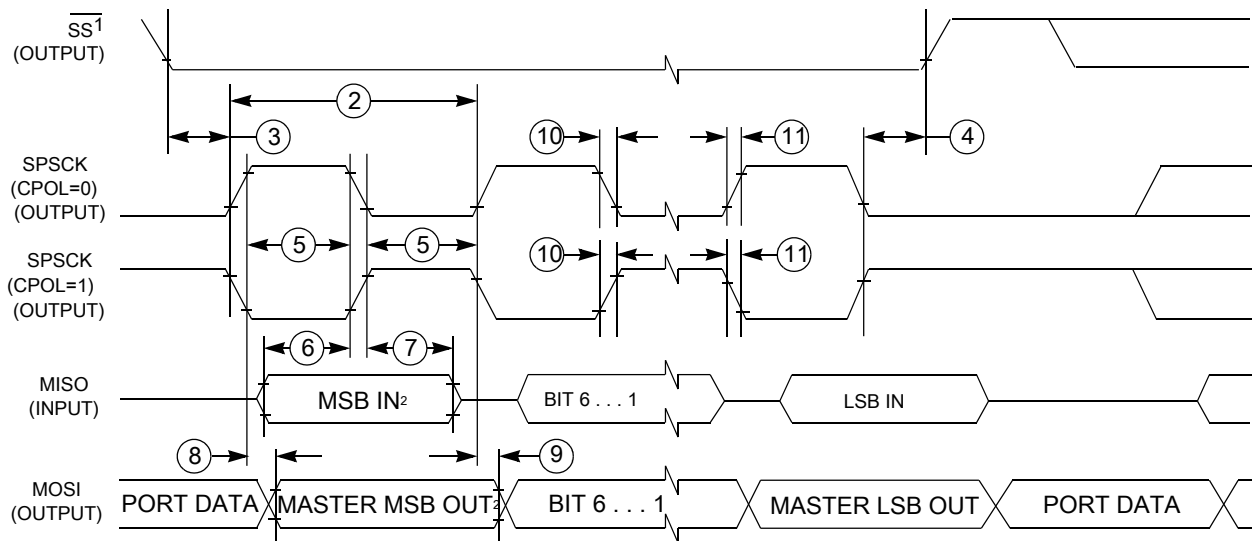 SS1
(OUTPUT)
2
3
10
11
4
SPSCK
(CPOL=0)
(OUTPUT)
5
5
SPSCK
(CPOL=1)
(OUTPUT)
10
11
6
7
MISO
(INPUT)
MSB IN2
BIT 6 . . . 1
LSB IN
8
9
MOSI
(OUTPUT)
PORT DATA
MASTER MSB OUT2
BIT 6 . . . 1
MASTER LSB OUT
PORT DATA